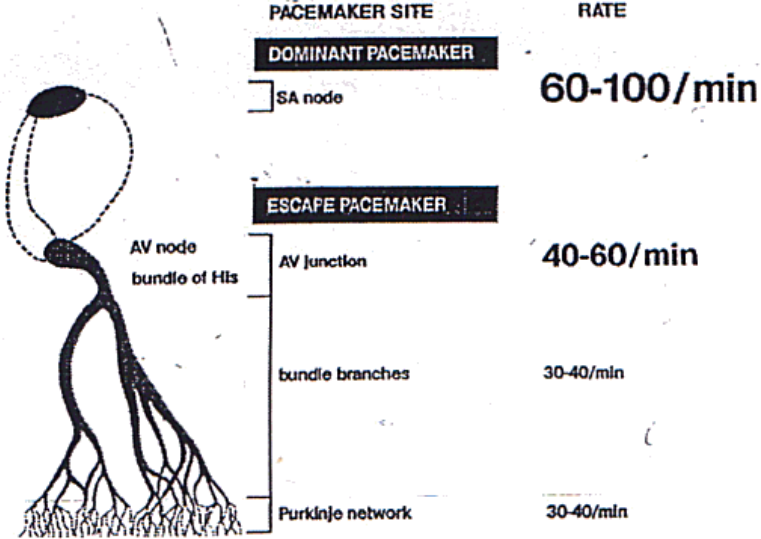 PACEMAKER SITE RATE
DOMINANT PACEMAKER
SA node 60-100/min
ESCAPE PACEMAKER
AV node
bundle of His
AV junction 40-60/min
bundle branches 30-40/min
Purkinje network 30-40/min